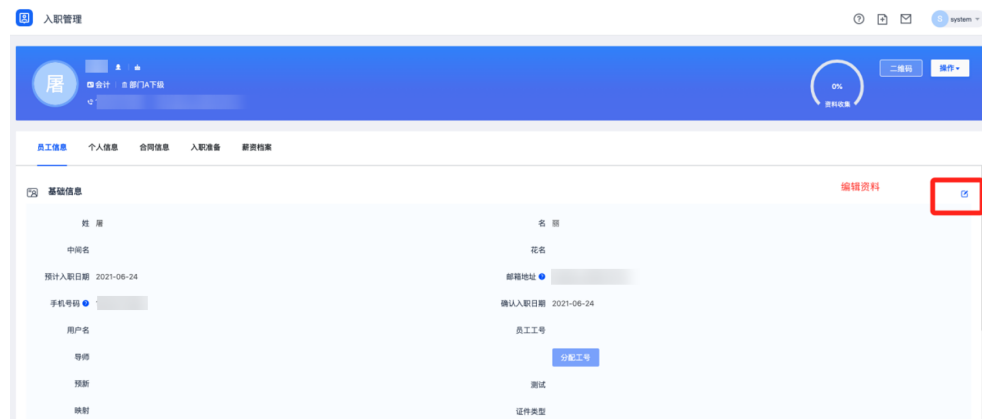 入职管理
system
屠
会计 部门A下级
0%
资料收集
二维码
操作
员工信息 个人信息 合同信息 入职准备 薪资档案
基础信息
编辑资料
姓 屠
名 丽
中间名
花名
预计入职日期 2021-06-24
邮箱地址
手机号码
确认入职日期 2021-06-24
用户名
员工工号
导师
分配工号
预新
测试
映射
证件类型